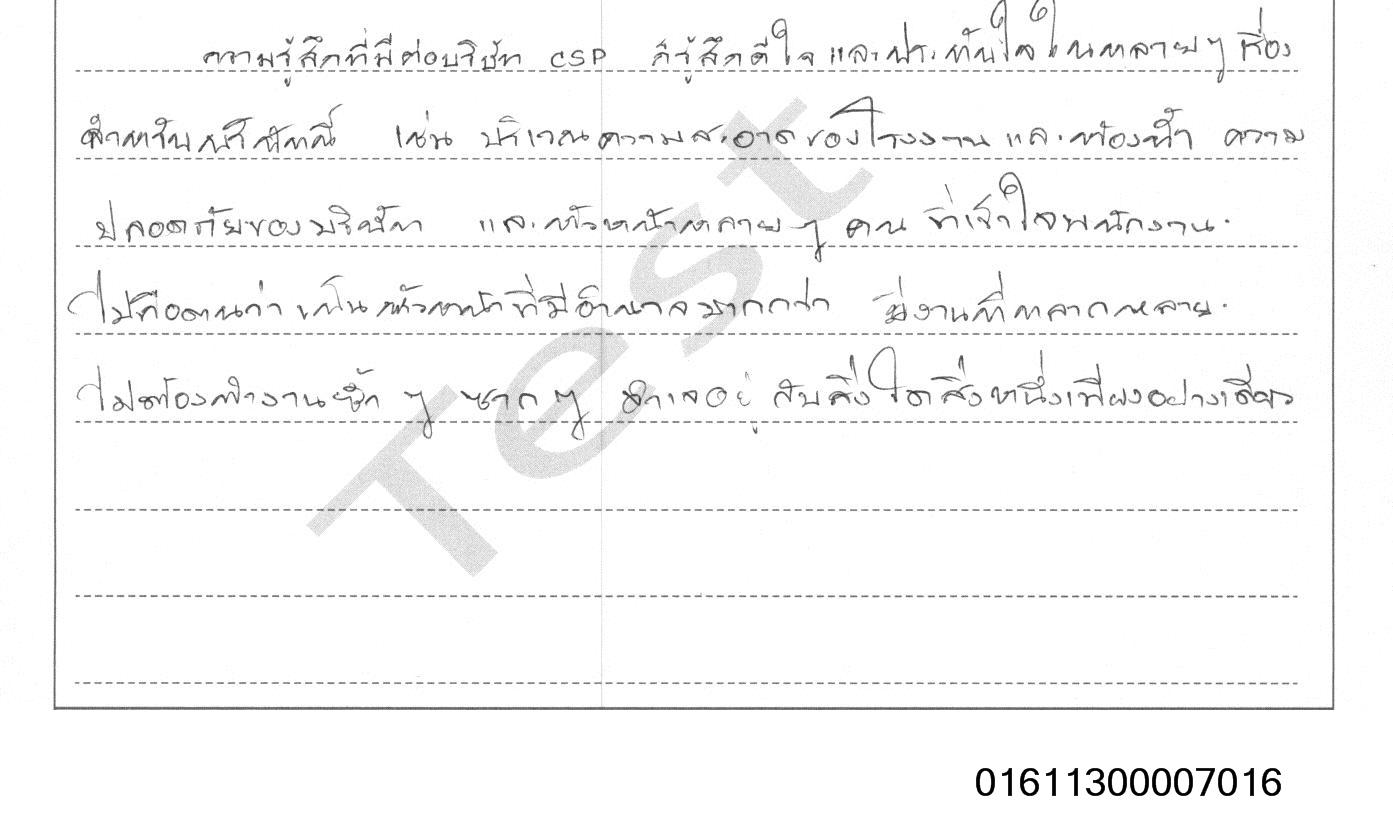 ความรู้สึกที่มีต่อบริษัท CSP ก็รู้สึกดีใจ และประทับใจในหลายๆ เรื่อง
สำหรับบริษัทนี้ เช่น บริเวณความสะอาดของโรงงาน และห้องน้ำ ความ
ปลอดภัยของบริษัท และหัวหน้าหลายๆ คน ที่เข้าใจพนักงาน
ไม่ถือตนว่าเป็นหัวหน้าที่มีอำนาจมากกว่า มีงานที่หลากหลาย
ไม่ต้องทำงานซ้ำ ๆ ซาก ๆ จำเจอยู่ กับสิ่งใดสิ่งหนึ่งเพียงอย่างเดียว
Test
01611300007016